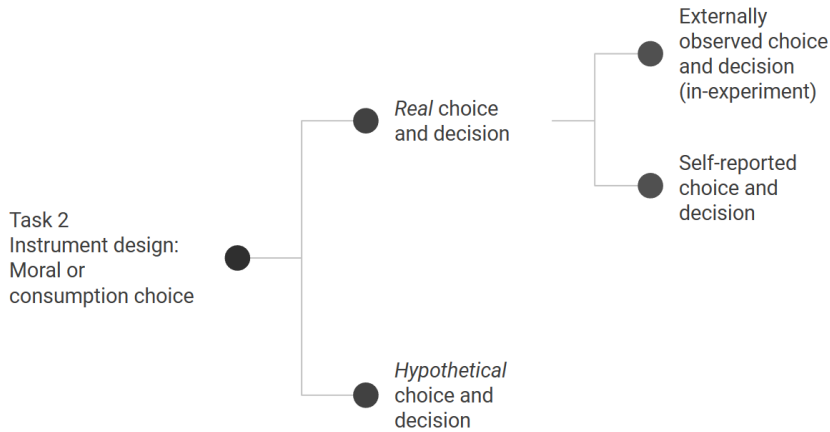 Task 2
Instrument design:
Moral or
consumption choice
Real choice
and decision
Externally
observed choice
and decision
(in-experiment)
Self-reported
choice and
decision
Hypothetical
choice and
decision